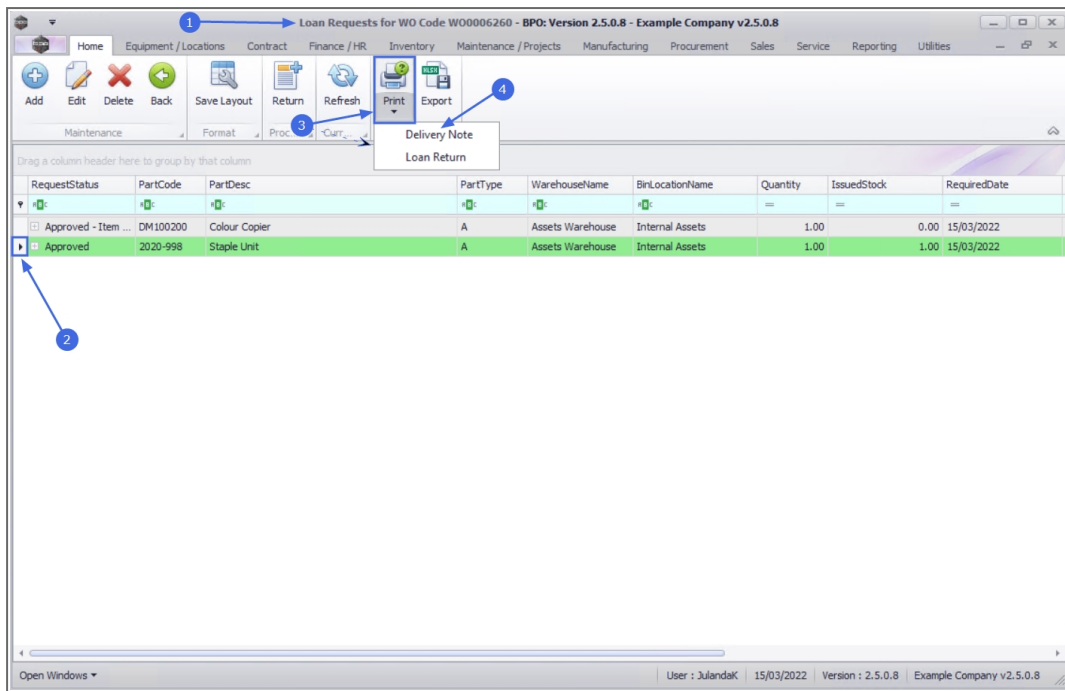 1
Loan Requests for WO Code WO0006260 - BPO: Version 2.5.0.8 - Example Company v2.5.0.8
Home Equipment / Locations Contract Finance / HR Inventory Maintenance / Projects Manufacturing Procurement Sales Service Reporting Utilities
Add Edit Delete Back Save Layout Return Refresh Print Export
XLSX
3
4
Maintenance Format Proc... Curr...
Delivery Note
Loan Return
Drag a column header here to group by that column
RequestStatus PartCode PartDesc PartType WarehouseName BinLocationName Quantity IssuedStock RequiredDate
= = =
Approved - Item ... DM100200 Colour Copier A Assets Warehouse Internal Assets 1.00 0.00 15/03/2022
Approved 2020-998 Staple Unit A Assets Warehouse Internal Assets 1.00 1.00 15/03/2022
2
Open Windows User : JulandaK 15/03/2022 Version : 2.5.0.8 Example Company v2.5.0.8